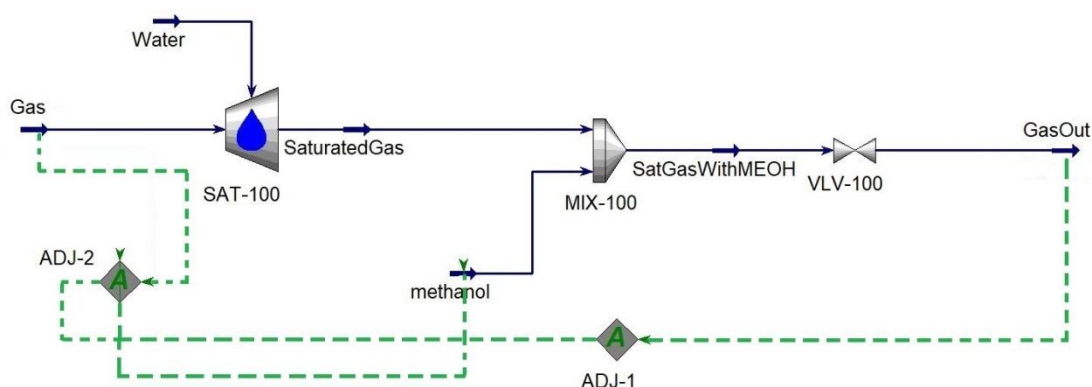 Water
Gas
SaturatedGas
SAT-100
GasOut
SatGasWithMEOH
MIX-100
VLV-100
ADJ-2
A
methanol
A
ADJ-1